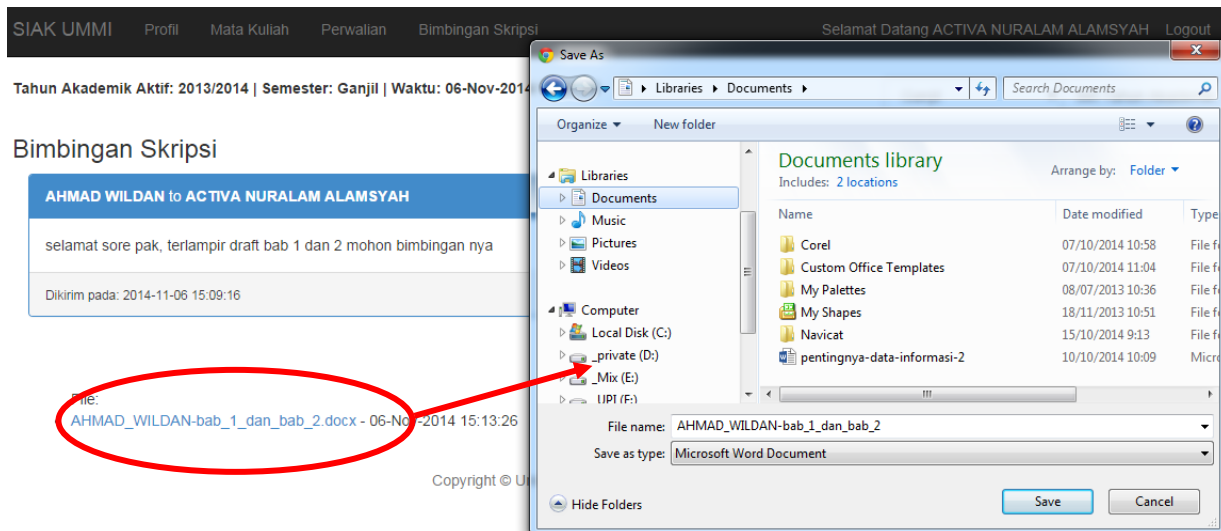 SIAK UMMI Profil Mata Kuliah Perwalian Bimbingan Skripsi Selamat Datang ACTIVA NURALAM ALAMSYAH Logout
Tahun Akademik Aktif: 2013/2014 | Semester: Ganjil | Waktu: 06-Nov-2014
Bimbingan Skripsi
AHMAD WILDAN to ACTIVA NURALAM ALAMSYAH
selamat sore pak, terlampir draft bab 1 dan 2 mohon bimbingan nya
Dikirim pada: 2014-11-06 15:09:16
File:
AHMAD_WILDAN-bab_1_dan_bab_2.docx - 06-Nov-2014 15:13:26
Copyright ©
Save As
Libraries Documents Search Documents
Organize New folder
Libraries
Documents
Music
Pictures
Videos
Computer
Local Disk (C:)
_private (D:)
_Mix (E:)
_UPI (F:)
Documents library
Includes: 2 locations
Arrange by: Folder
Name Date modified Type
Corel 07/10/2014 10:58 File f
Custom Office Templates 07/10/2014 11:04 File f
My Palettes 08/07/2013 10:36 File f
My Shapes 18/11/2013 10:51 File f
Navicat 15/10/2014 9:13 File f
pentingnya-data-informasi-2 10/10/2014 10:09 Micro
File name: AHMAD_WILDAN-bab_1_dan_bab_2
Save as type: Microsoft Word Document
Hide Folders Save Cancel